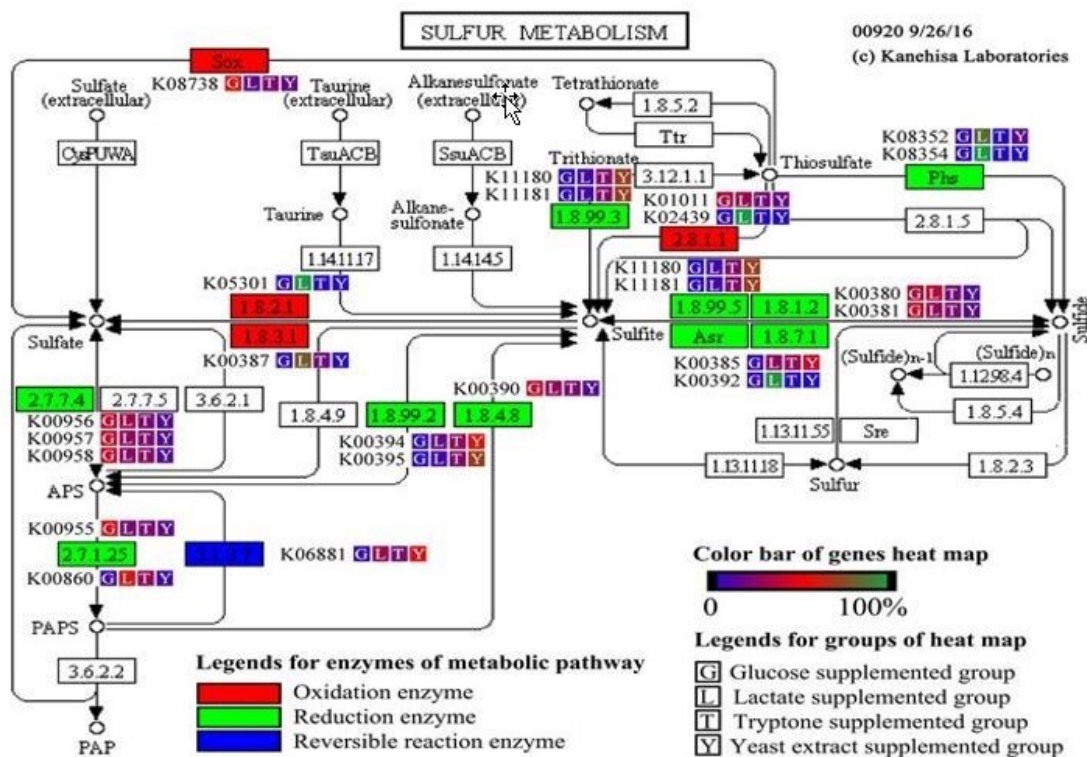 SULFUR METABOLISM
00920 9/26/16
(c) Kanehisa Laboratories
Sox
K08738 G L T Y
Sulfate
(extracellular)
Taurine
(extracellular)
Alkanesulfonate
(extracellular)
Tetrathionate
1.8.5.2
Ttr
K08352 G L T Y
K08354 G L T Y
CysPUWA
TauACB
SsuACB
Trithionate
3.12.1.1
Thiosulfate
Phs
K11180 G L T Y
K11181 G L T Y
K01011 G L T Y
K02439 G L T Y
Taurine
Alkane-
sulfonate
1.8.99.3
2.8.1.1
2.8.1.5
1.14.11.17
1.14.14.5
K05301 G L T Y
K11180 G L T Y
K11181 G L T Y
1.8.2.1
1.8.99.5
1.8.1.2
K00380 G L T Y
K00381 G L T Y
Sulfate
1.8.3.1
Sulfite
Asr
1.8.7.1
Sulfide
K00387 G L T Y
K00385 G L T Y
K00392 G L T Y
(Sulfide)n-1
(Sulfide)n
1.12.98.4
K00390 G L T Y
2.7.7.4
2.7.7.5
3.6.2.1
1.8.4.9
1.8.99.2
1.8.4.8
1.8.5.4
K00956 G L T Y
K00957 G L T Y
K00958 G L T Y
K00394 G L T Y
K00395 G L T Y
1.13.11.55
Sre
1.13.11.18
1.8.2.3
APS
Sulfur
K00955 G L T Y
2.7.1.25
K06881 G L T Y
K00860 G L T Y
PAPS
3.6.2.2
PAP
Color bar of genes heat map
0 100%
Legends for enzymes of metabolic pathway
Oxidation enzyme
Reduction enzyme
Reversible reaction enzyme
Legends for groups of heat map
G Glucose supplemented group
L Lactate supplemented group
T Tryptone supplemented group
Y Yeast extract supplemented group